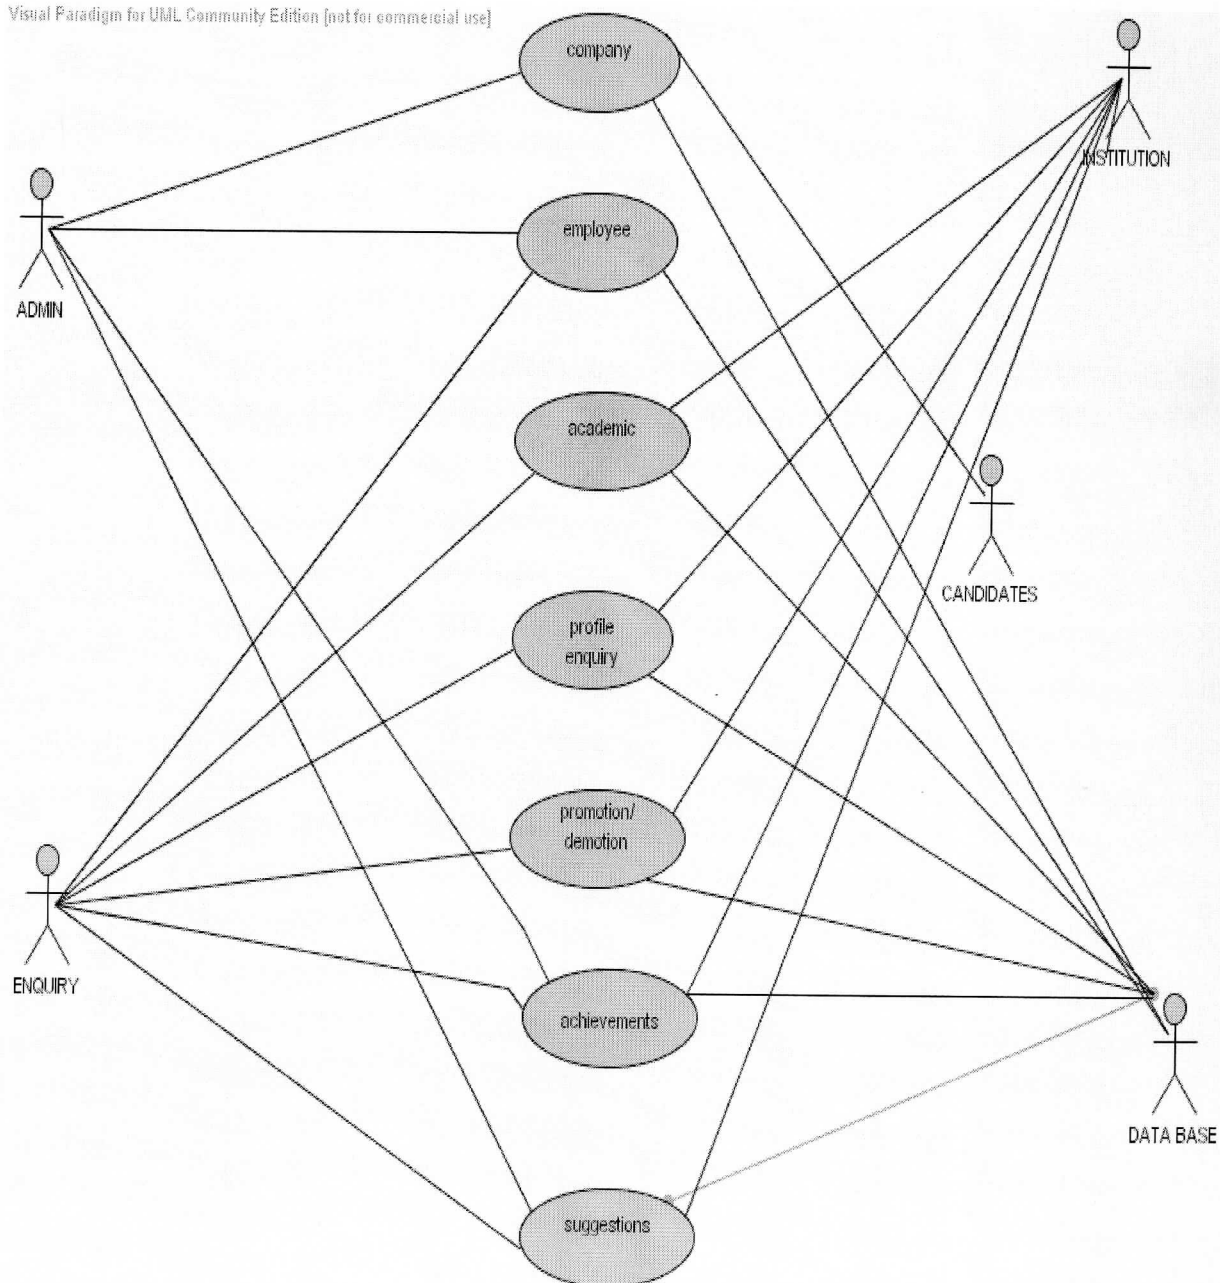 Visual Paradigm for UML Community Edition [not for commercial use]
company
INSTITUTION
employee
ADMIN
academic
CANDIDATES
profile
enquiry
promotion/
demotion
ENQUIRY
achievements
DATA BASE
suggestions